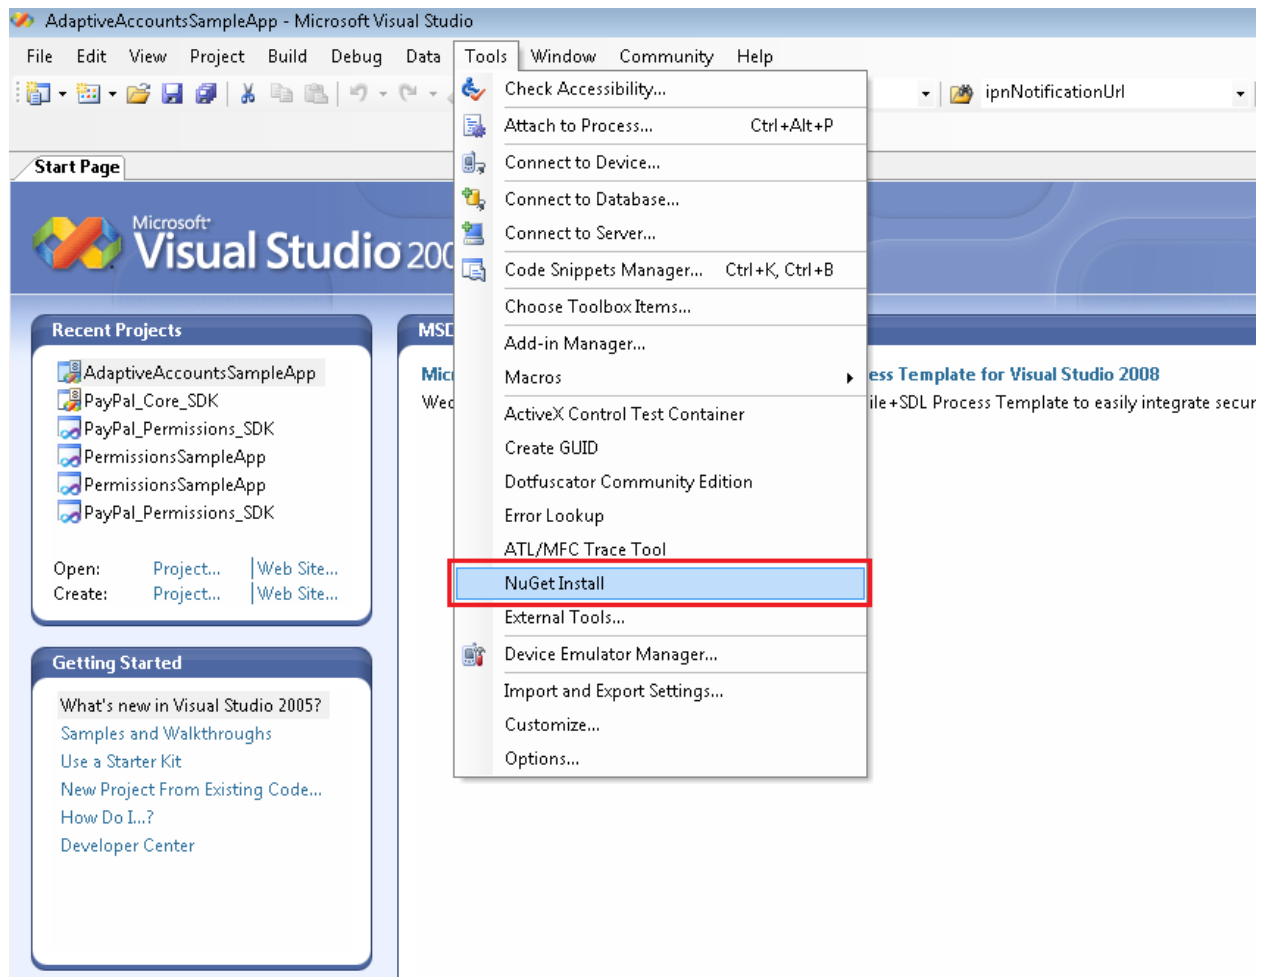 AdaptiveAccountsSampleApp - Microsoft Visual Studio
File Edit View Project Build Debug Data Tools Window Community Help
ipnNotificationUrl
Start Page
Microsoft
Visual Studio 200
Check Accessibility...
Attach to Process... Ctrl+Alt+P
Connect to Device...
Connect to Database...
Connect to Server...
Code Snippets Manager... Ctrl+K, Ctrl+B
Choose Toolbox Items...
Add-in Manager...
Macros
ActiveX Control Test Container
Create GUID
Dotfuscator Community Edition
Error Lookup
ATL/MFC Trace Tool
NuGet Install
External Tools...
Device Emulator Manager...
Import and Export Settings...
Customize...
Options...
Recent Projects
AdaptiveAccountsSampleApp
PayPal_Core_SDK
PayPal_Permissions_SDK
PermissionsSampleApp
PermissionsSampleApp
PayPal_Permissions_SDK
Open: Project... Web Site...
Create: Project... Web Site...
Getting Started
What's new in Visual Studio 2005?
Samples and Walkthroughs
Use a Starter Kit
New Project From Existing Code...
How Do I...?
Developer Center
MSD
ess Template for Visual Studio 2008
ile+SDL Process Template to easily integrate secur